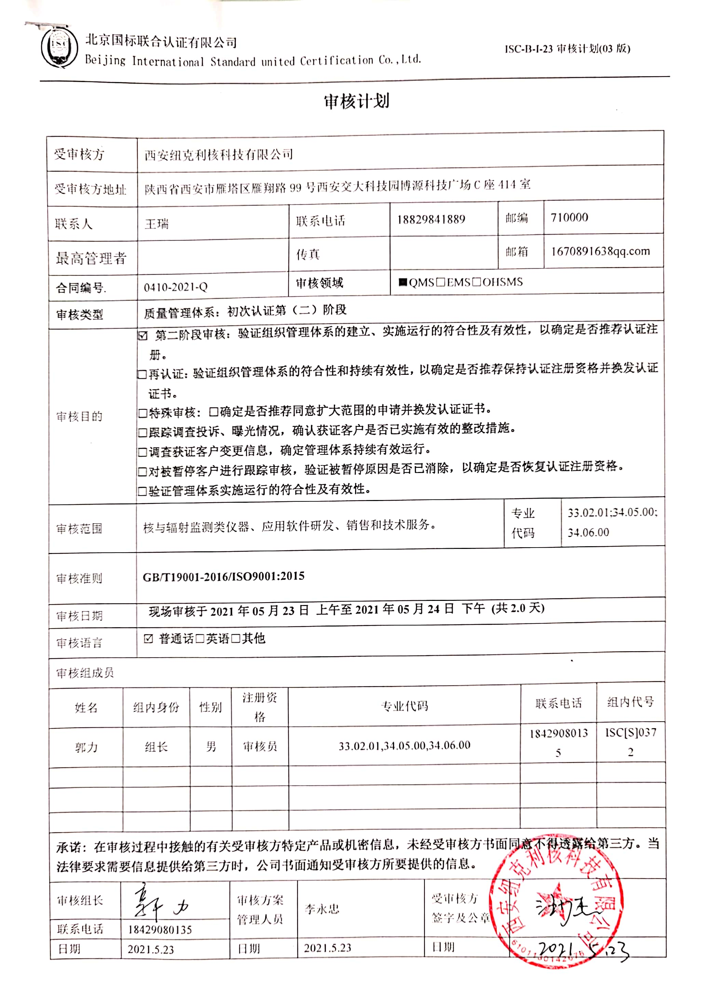 ISC
北京国标联合认证有限公司
Beijing International Standard united Certification Co.,Ltd.
ISC-B-I-23 审核计划(03 版)
审核计划
受审核方 西安纽克利核科技有限公司
受审核方地址 陕西省西安市雁塔区雁翔路 99 号西安交大科技园博源科技广场 C 座 414 室
联系人 王瑞 联系电话 18829841889 邮编 710000
最高管理者 传真 邮箱 1670891638qq.com
合同编号. 0410-2021-Q 审核领域 ■QMS□EMS□OHSMS
审核类型 质量管理体系：初次认证第（二）阶段
审核目的
☑ 第二阶段审核：验证组织管理体系的建立、实施运行的符合性及有效性，以确定是否推荐认证注
册。
□再认证：验证组织管理体系的符合性和持续有效性，以确定是否推荐保持认证注册资格并换发认证
证书。
□特殊审核：□确定是否推荐同意扩大范围的申请并换发认证证书。
□跟踪调查投诉、曝光情况，确认获证客户是否已实施有效的整改措施。
□调查获证客户变更信息，确定管理体系持续有效运行。
□对被暂停客户进行跟踪审核，验证被暂停原因是否已消除，以确定是否恢复认证注册资格。
□验证管理体系实施运行的符合性及有效性。
审核范围 核与辐射监测类仪器、应用软件研发、销售和技术服务。
专业
代码
33.02.01;34.05.00;
34.06.00
审核准则 GB/T19001-2016/ISO9001:2015
审核日期 现场审核于 2021 年 05 月 23 日 上午至 2021 年 05 月 24 日 下午 (共 2.0 天)
审核语言 ☑ 普通话□英语□其他
审核组成员
姓名 组内身份 性别
注册资
格
专业代码 联系电话 组内代号
郭力 组长 男 审核员 33.02.01,34.05.00,34.06.00
1842908013
5
ISC[S]037
2
承诺：在审核过程中接触的有关受审核方特定产品或机密信息，未经受审核方书面同意不得透露给第三方。当
法律要求需要信息提供给第三方时，公司书面通知受审核方所要提供的信息。
审核组长 郭力
审核方案
管理人员
李永忠
受审核方
签字及公章
联系电话 18429080135
日期 2021.5.23 日期 2021.5.23 日期 2021.5.23
西安纽克利核科技有限公司